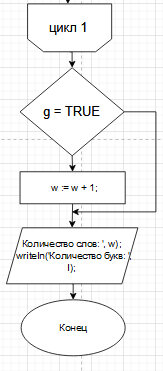 цикл 1
g = TRUE
w := w + 1;
Количество слов: ', w);
writeln('Количество букв: ',
l);
Конец